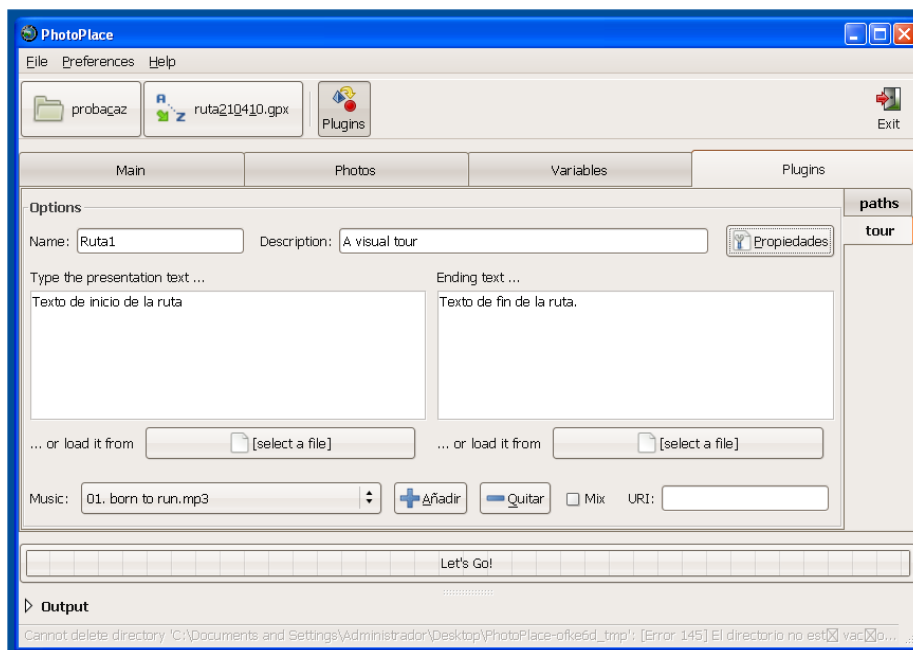 PhotoPlace
File Preferences Help
probacaz
A
Z
ruta210410.gpx
Plugins
Exit
Main Photos Variables Plugins
paths
tour
Options
Name: Ruta1 Description: A visual tour Propiedades
Type the presentation text ... Ending text ...
Texto de inicio de la ruta Texto de fin de la ruta.
... or load it from [select a file] ... or load it from [select a file]
Music: 01. born to run.mp3 Añadir Quitar Mix URI:
Let's Go!
Output
Cannot delete directory 'C:\Documents and Settings\Administrador\Desktop\PhotoPlace-ofke6d_tmp': [Error 145] El directorio no est vac o...